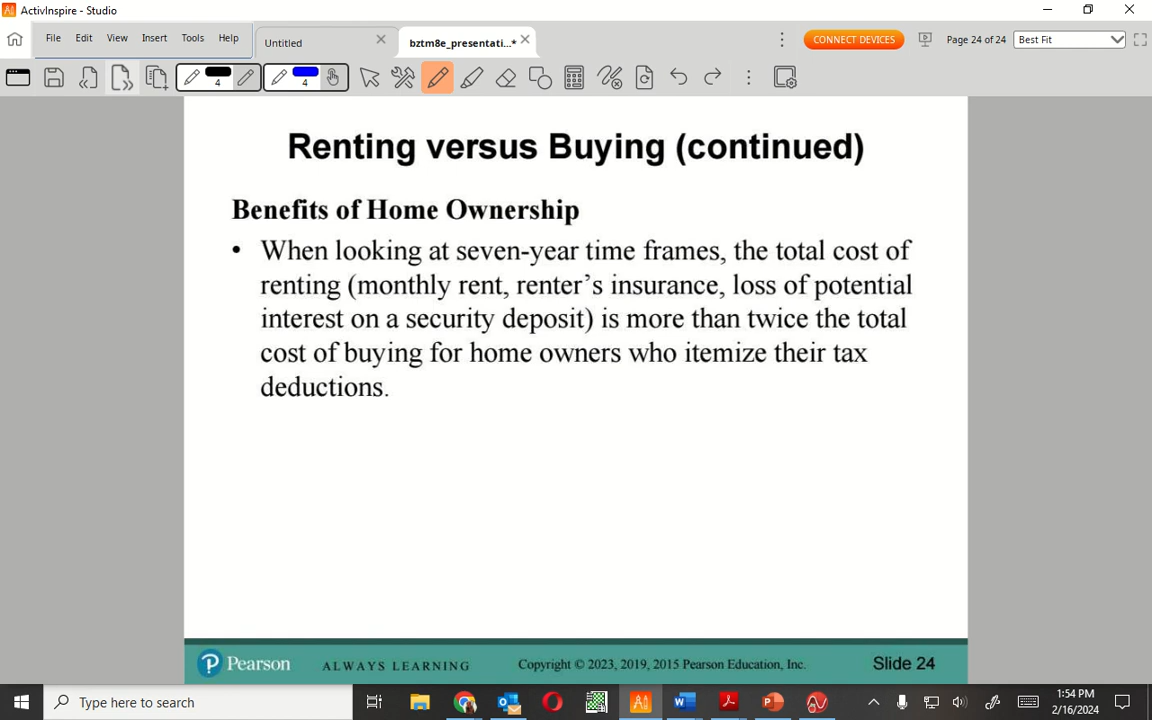 ActivInspire - Studio
File Edit View Insert Tools Help
Untitled
bztm8e_presentati...*
CONNECT DEVICES
Page 24 of 24
Best Fit
4
4
Renting versus Buying (continued)
Benefits of Home Ownership
• When looking at seven-year time frames, the total cost of
renting (monthly rent, renter’s insurance, loss of potential
interest on a security deposit) is more than twice the total
cost of buying for home owners who itemize their tax
deductions.
Pearson
ALWAYS LEARNING
Copyright © 2023, 2019, 2015 Pearson Education, Inc.
Slide 24
Type here to search
1:54 PM
2/16/2024